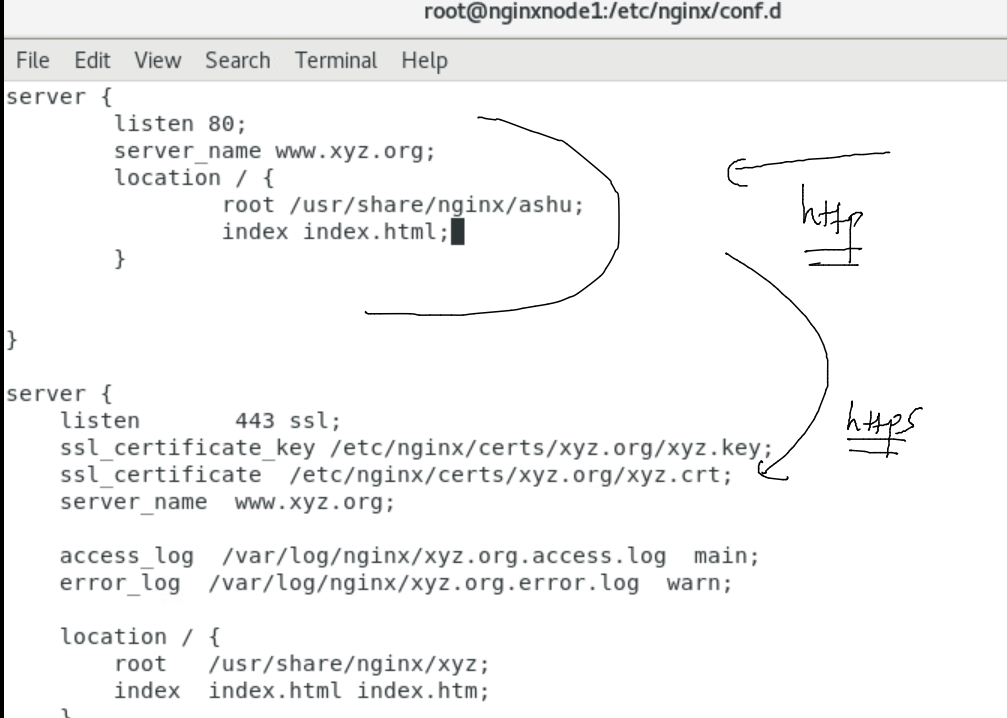 root@nginxnode1:/etc/nginx/conf.d
File Edit View Search Terminal Help
server {
listen 80;
server_name www.xyz.org;
location / {
root /usr/share/nginx/ashu;
index index.html;
}
http
}
server {
listen 443 ssl;
https
ssl_certificate_key /etc/nginx/certs/xyz.org/xyz.key;
ssl_certificate /etc/nginx/certs/xyz.org/xyz.crt;
server_name www.xyz.org;
access_log /var/log/nginx/xyz.org.access.log main;
error_log /var/log/nginx/xyz.org.error.log warn;
location / {
root /usr/share/nginx/xyz;
index index.html index.htm;
}